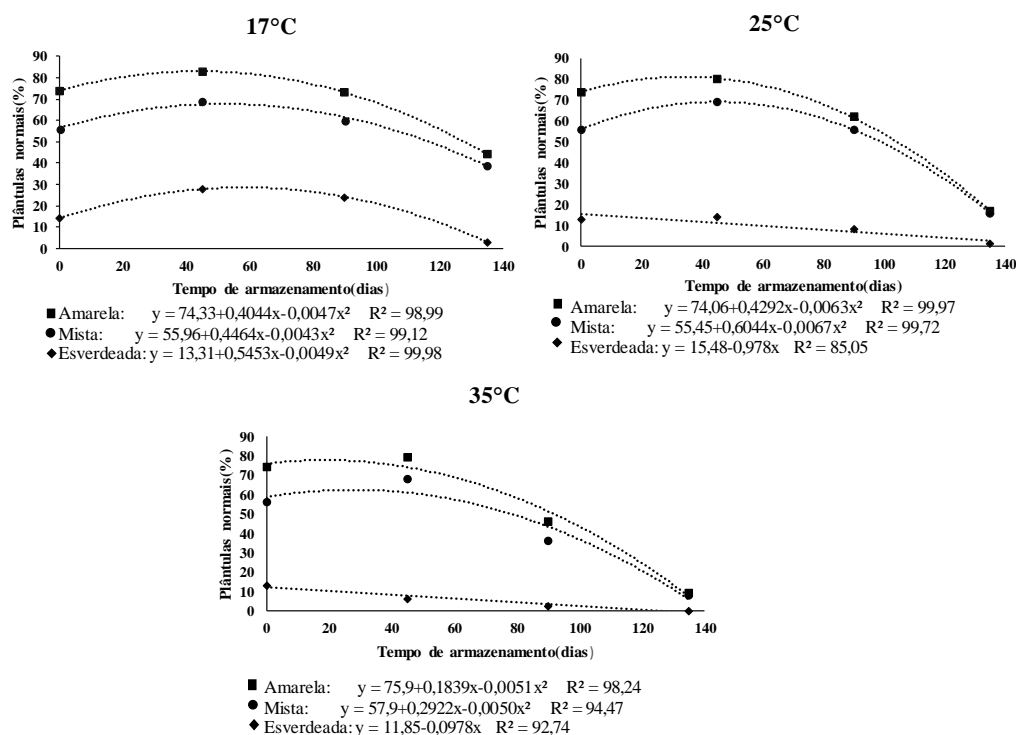 17°C
Plântulas normais(%)
90
80
70
60
50
40
30
20
10
0
0 20 40 60 80 100 120 140
Tempo de armazenamento(dias)
Amarela: y = 74,33+0,4044x-0,0047x² R² = 98,99
Mista: y = 55,96+0,4464x-0,0043x² R² = 99,12
Esverdeada: y = 13,31+0,5453x-0,0049x² R² = 99,98
25°C
Plântulas normais(%)
90
80
70
60
50
40
30
20
10
0
0 20 40 60 80 100 120 140
Tempo de armazenamento(dias)
Amarela: y = 74,06+0,4292x-0,0063x² R² = 99,97
Mista: y = 55,45+0,6044x-0,0067x² R² = 99,72
Esverdeada: y = 15,48-0,978x R² = 85,05
35°C
Plântulas normais(%)
90
80
70
60
50
40
30
20
10
0
0 20 40 60 80 100 120 140
Tempo de armazenamento(dias)
Amarela: y = 75,9+0,1839x-0,0051x² R² = 98,24
Mista: y = 57,9+0,2922x-0,0050x² R² = 94,47
Esverdeada: y = 11,85-0,0978x R² = 92,74